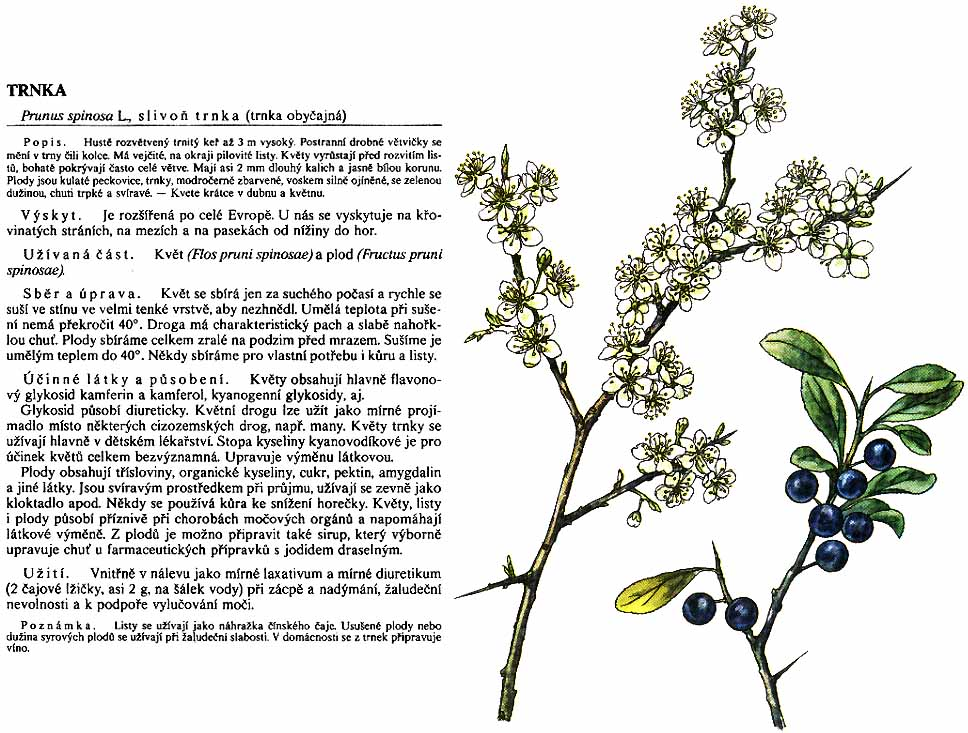 TRNKA
Prunus spinosa L., slivoň trnka (trnka obyčajná)
Popis. Hustě rozvětvený trnitý keř až 3 m vysoký. Postranní drobné větvičky se
mění v trny čili kolce. Má vejčité, na okraji pilovité listy. Květy vyrůstají před rozvitím lis-
tů, bohatě pokrývají často celé větve. Mají asi 2 mm dlouhý kalich a jasně bílou korunu.
Plody jsou kulaté peckovice, trnky, modročerně zbarvené, voskem silně ojíněné, se zelenou
dužinou, chuti trpké a svíravé. — Kvete krátce v dubnu a květnu.
Výskyt. Je rozšířená po celé Evropě. U nás se vyskytuje na křo-
vinatých stráních, na mezích a na pasekách od nížiny do hor.
Užívaná část. Květ (Flos pruni spinosae) a plod (Fructus pruni
spinosae).
Sběr a úprava. Květ se sbírá jen za suchého počasí a rychle se
suší ve stínu ve velmi tenké vrstvě, aby nezhnědl. Umělá teplota při suše-
ní nemá překročit 40°. Droga má charakteristický pach a slabě nahořk-
lou chuť. Plody sbíráme celkem zralé na podzim před mrazem. Sušíme je
umělým teplem do 40°. Někdy sbíráme pro vlastní potřebu i kůru a listy.
Účinné látky a působení. Květy obsahují hlavně flavono-
vý glykosid kamferin a kamferol, kyanogenní glykosidy, aj.
Glykosid působí diureticky. Květní drogu lze užít jako mírné projí-
madlo místo některých cizozemských drog, např. many. Květy trnky se
užívají hlavně v dětském lékařství. Stopa kyseliny kyanovodíkové je pro
účinek květů celkem bezvýznamná. Upravuje výměnu látkovou.
Plody obsahují třísloviny, organické kyseliny, cukr, pektin, amygdalin
a jiné látky. Jsou svíravým prostředkem při průjmu, užívají se zevně jako
kloktadlo apod. Někdy se používá kůra ke snížení horečky. Květy, listy
i plody působí příznivě při chorobách močových orgánů a napomáhají
látkové výměně. Z plodů je možno připravit také sirup, který výborně
upravuje chuť u farmaceutických přípravků s jodidem draselným.
Užití. Vnitřně v nálevu jako mírné laxativum a mírné diuretikum
(2 čajové lžičky, asi 2 g, na šálek vody) při zácpě a nadýmání, žaludeční
nevolnosti a k podpoře vylučování moči.
Poznámka. Listy se užívají jako náhražka čínského čaje. Usušené plody nebo
dužina syrových plodů se užívají při žaludeční slabosti. V domácnosti se z trnek připravuje
víno.